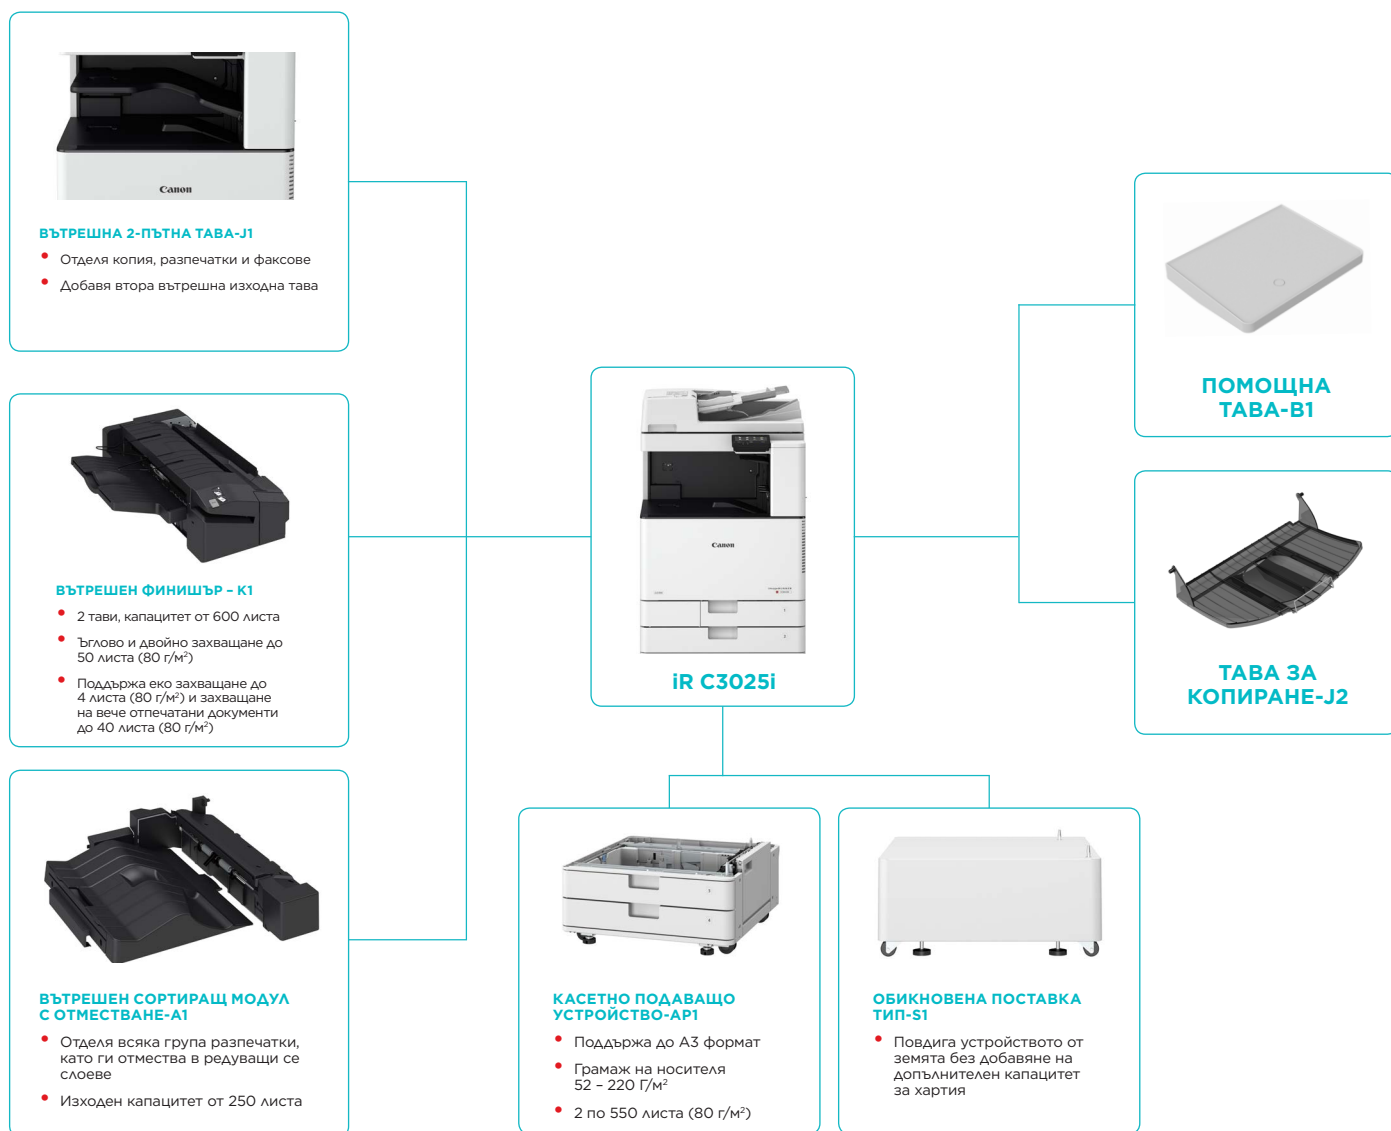 Canon
ВЪТРЕШНА 2-ПЪТНА ТАВА-J1
• Отделя копия, разпечатки и факсове
• Добавя втора вътрешна изходна тава
ВЪТРЕШЕН ФИНИШЪР – K1
• 2 тави, капацитет от 600 листа
• Ъглово и двойно захващане до
50 листа (80 г/м²)
• Поддържа еко захващане до
4 листа (80 г/м²) и захващане
на вече отпечатани документи
до 40 листа (80 г/м²)
ВЪТРЕШЕН СОРТИРАЩ МОДУЛ
С ОТМЕСТВАНЕ-A1
• Отделя всяка група разпечатки,
като ги отмества в редуващи се
слоеве
• Изходен капацитет от 250 листа
Canon
iR C3025i
КАСЕТНО ПОДАВАЩО
УСТРОЙСТВО-AP1
• Поддържа до A3 формат
• Грамаж на носителя
52 – 220 Г/м²
• 2 по 550 листа (80 г/м²)
ОБИКНОВЕНА ПОСТАВКА
ТИП-S1
• Повдига устройството от
земята без добавяне на
допълнителен капацитет
за хартия
ПОМОЩНА
ТАВА-B1
ТАВА ЗА
КОПИРАНЕ-J2